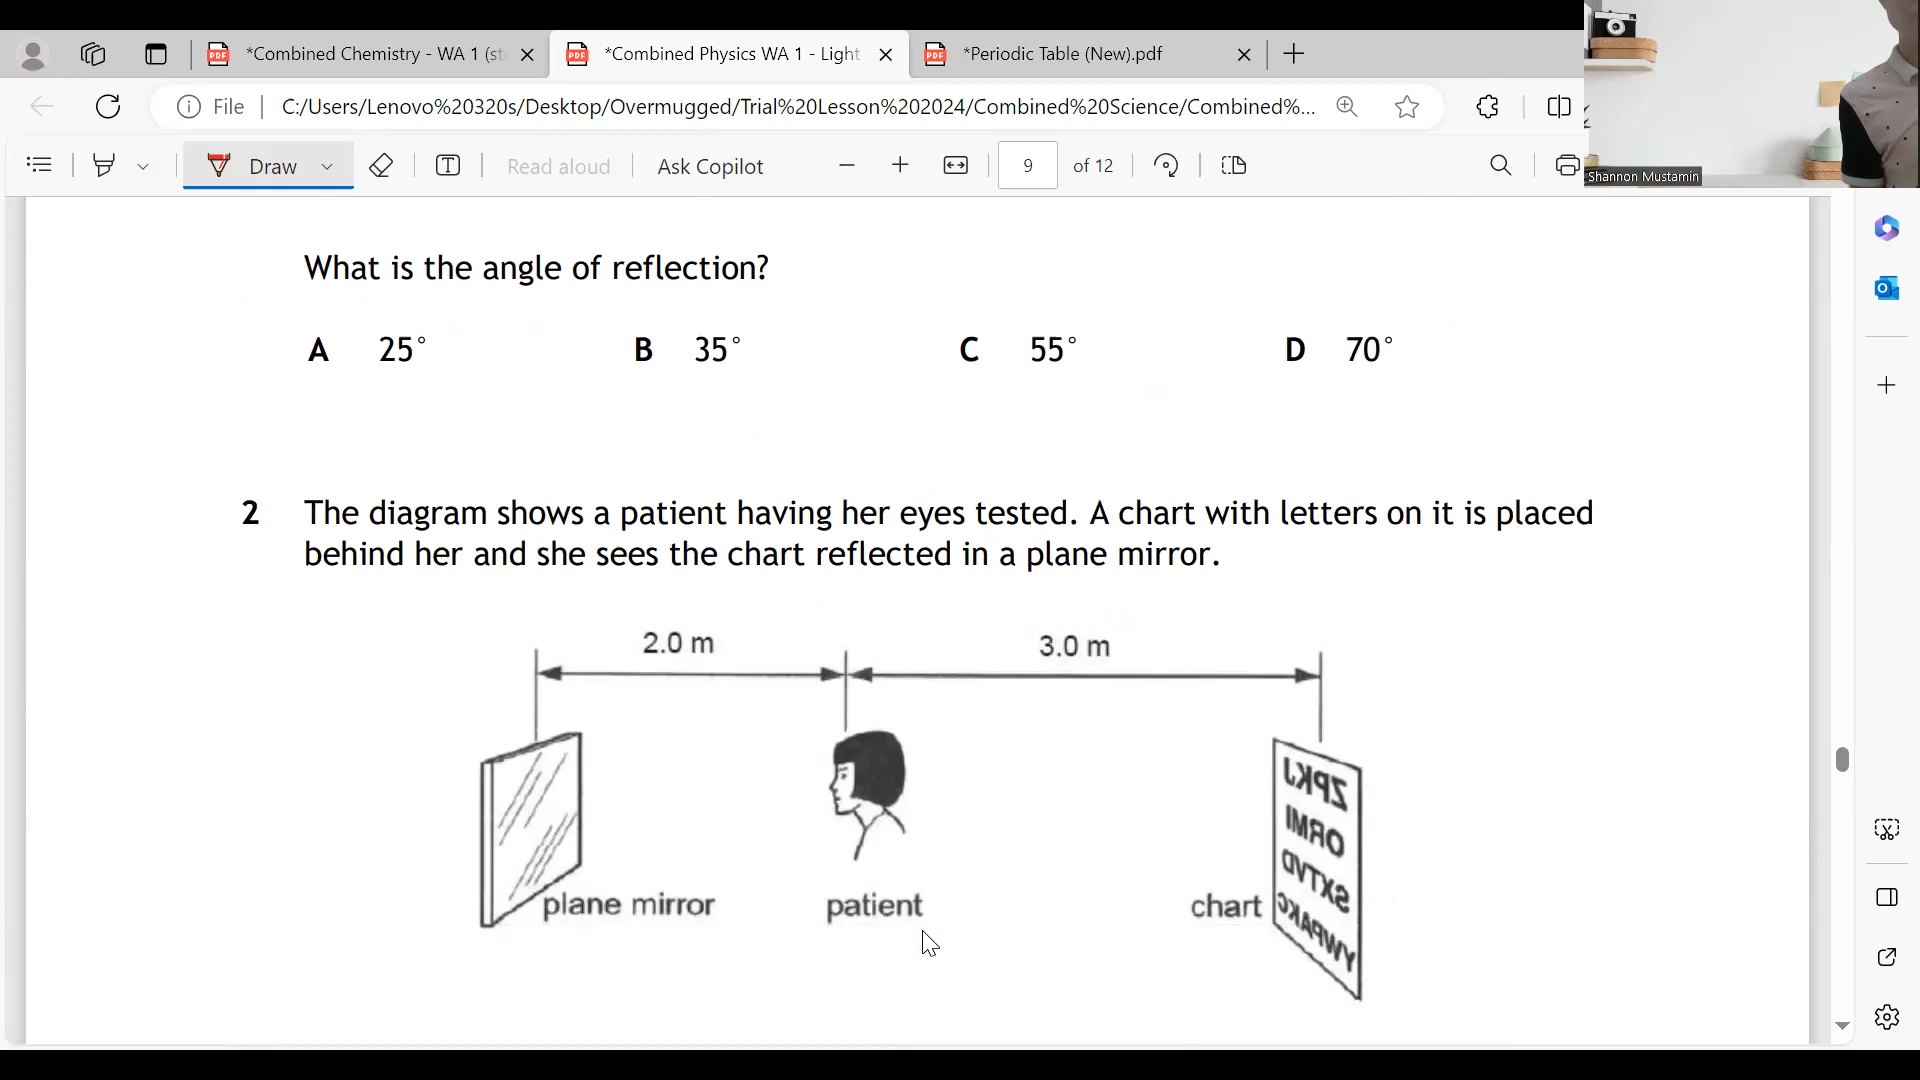 *Combined Chemistry - WA 1 (st
*Combined Physics WA 1 - Light
*Periodic Table (New).pdf
File
C:/Users/Lenovo%20320s/Desktop/Overmugged/Trial%20Lesson%202024/Combined%20Science/Combined%...
Draw
Read aloud
Ask Copilot
9
of 12
Shannon Mustamin
What is the angle of reflection?
A 25° B 35° C 55° D 70°
2 The diagram shows a patient having her eyes tested. A chart with letters on it is placed
behind her and she sees the chart reflected in a plane mirror.
2.0 m
3.0 m
plane mirror
patient
chart
ZPKJ
ORMI
SXTVD
YWPAKC